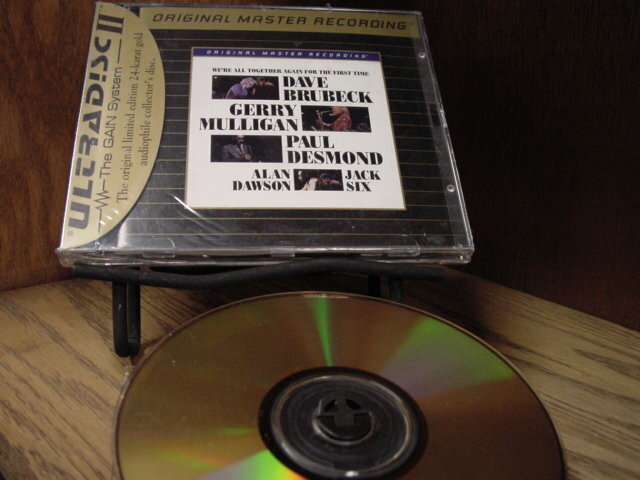 ORIGINAL MASTER RECORDING
ULTRADISC II
The GAIN System
The original limited edition 24-karat gold
audiophile collector's disc.
ORIGINAL MASTER RECORDING
WE'RE ALL TOGETHER AGAIN FOR THE FIRST TIME
DAVE
BRUBECK
GERRY
MULLIGAN
PAUL
DESMOND
ALAN
DAWSON
JACK
SIX